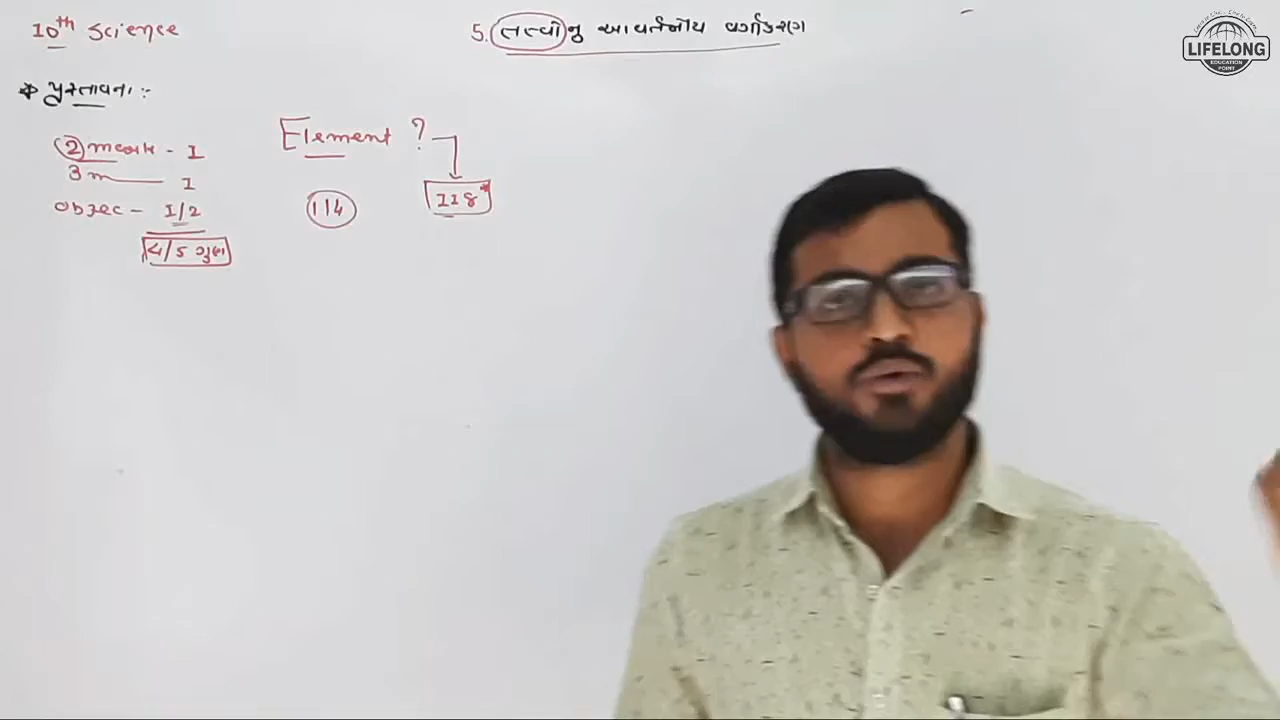 10th Science
5. તત્વોનુ આવર્તનીય વર્ગીકરણ
* પ્રસ્તાવના :-
2 mark - 1
3 m - 1
objec - 1/2
4/5 ગુણ
Element ?
114
118
LIFELONG
EDUCATION
POINT